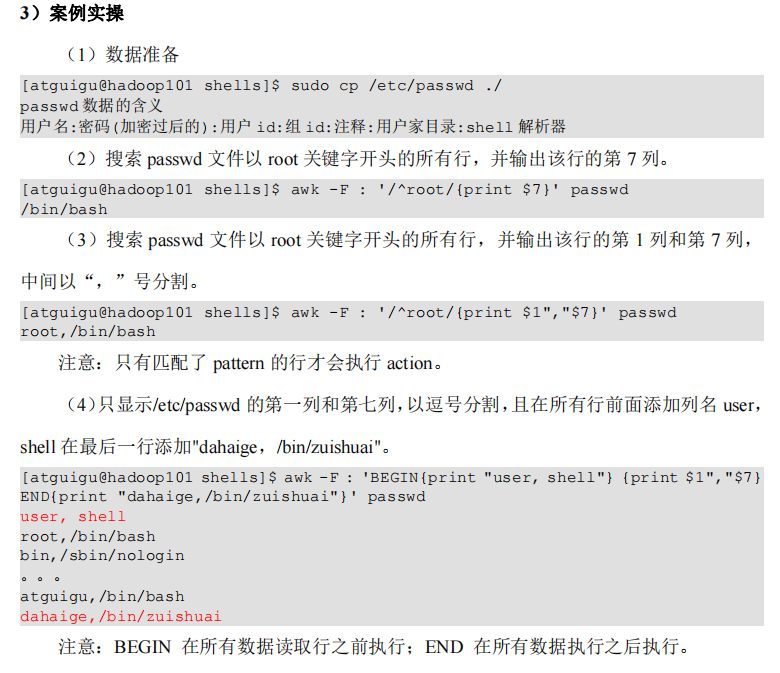 3）案例实操
（1）数据准备
[atguigu@hadoop101 shells]$ sudo cp /etc/passwd ./
passwd 数据的含义
用户名:密码(加密过后的):用户 id:组 id:注释:用户家目录:shell 解析器
（2）搜索 passwd 文件以 root 关键字开头的所有行，并输出该行的第 7 列。
[atguigu@hadoop101 shells]$ awk -F : '/^root/{print $7}' passwd
/bin/bash
（3）搜索 passwd 文件以 root 关键字开头的所有行，并输出该行的第 1 列和第 7 列，
中间以“，”号分割。
[atguigu@hadoop101 shells]$ awk -F : '/^root/{print $1","$7}' passwd
root,/bin/bash
注意：只有匹配了 pattern 的行才会执行 action。
（4）只显示/etc/passwd 的第一列和第七列，以逗号分割，且在所有行前面添加列名 user，
shell 在最后一行添加"dahaige，/bin/zuishuai"。
[atguigu@hadoop101 shells]$ awk -F : 'BEGIN{print "user, shell"} {print $1","$7}
END{print "dahaige,/bin/zuishuai"}' passwd
user, shell
root,/bin/bash
bin,/sbin/nologin
。。。
atguigu,/bin/bash
dahaige,/bin/zuishuai
注意：BEGIN 在所有数据读取行之前执行；END 在所有数据执行之后执行。